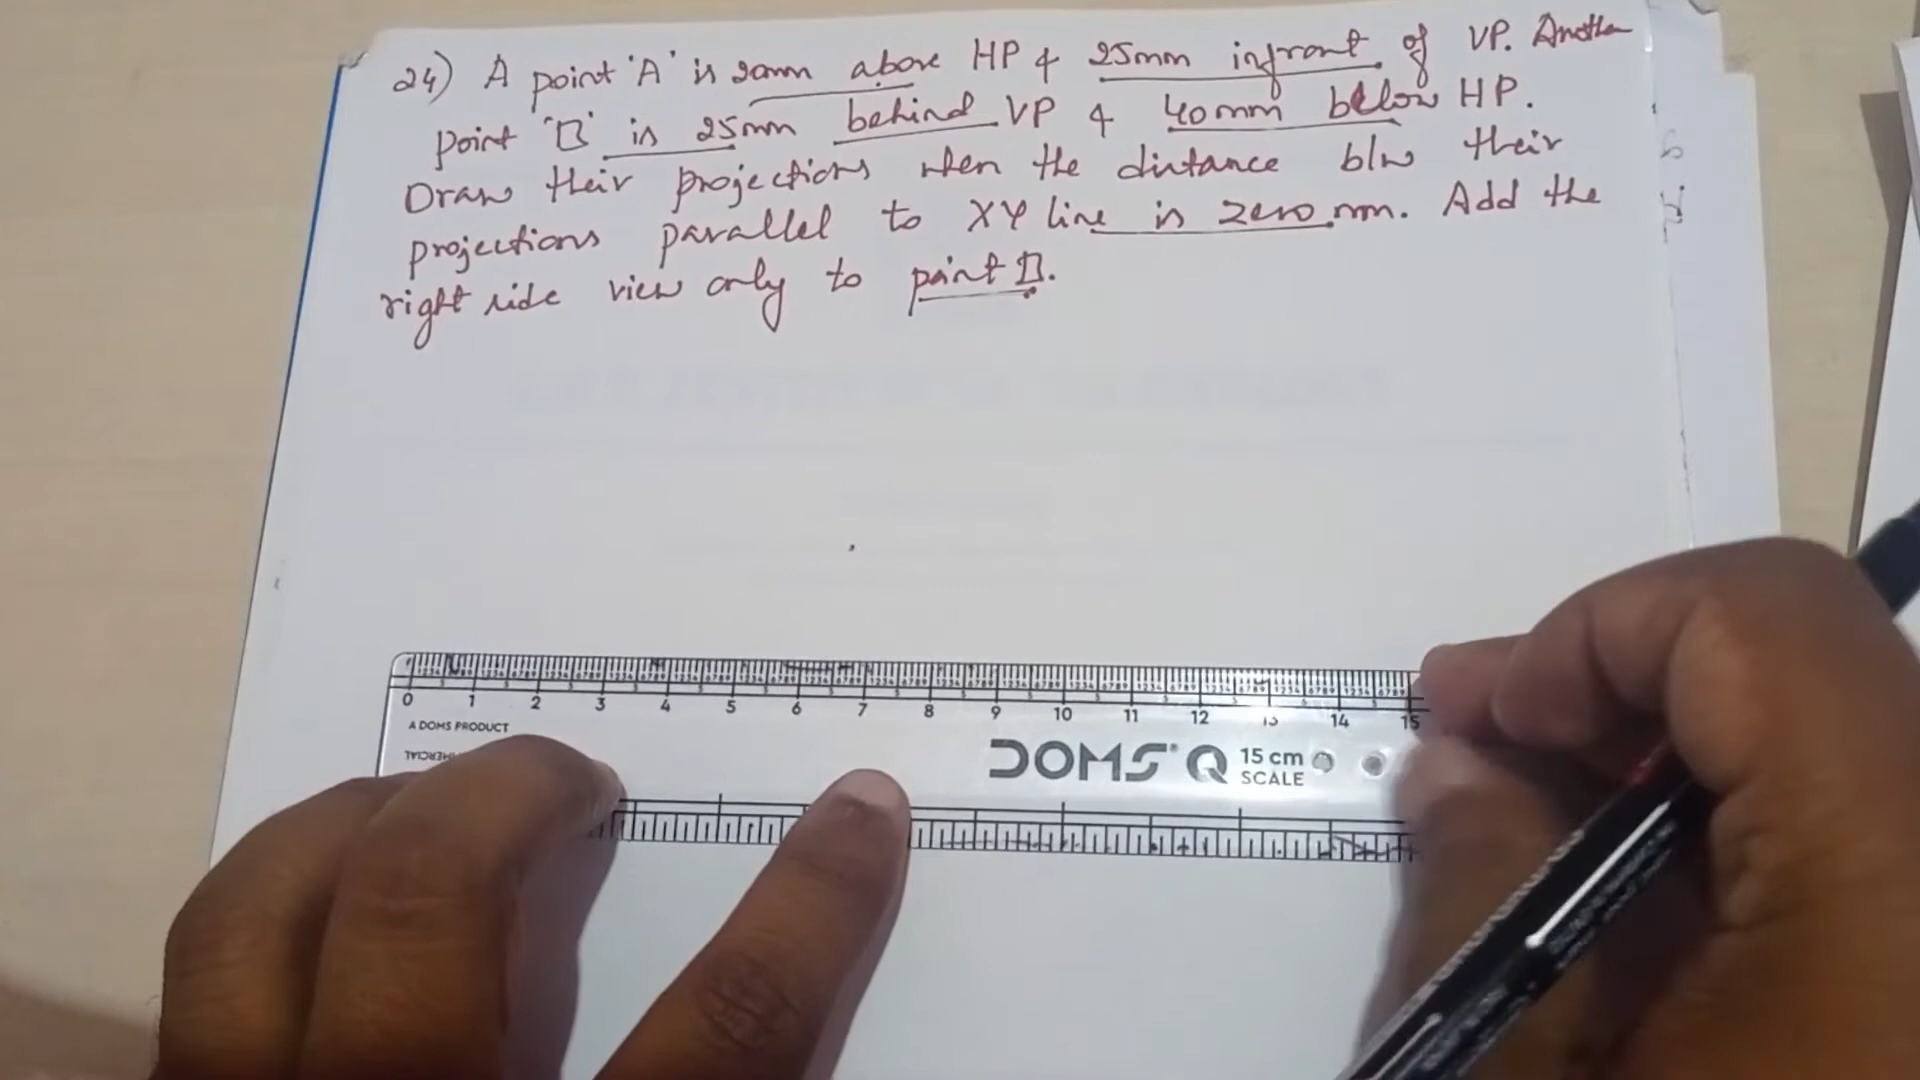 24) A point 'A' is 20mm above HP & 25mm infront of VP. Another
point 'B' is 25mm behind VP & 40mm below HP.
Draw their projections when the distance b/w their
projections parallel to XY line is zero mm. Add the
right side view only to point B.
0 1 2 3 4 5 6 7 8 9 10 11 12 13 14 15
A DOMS PRODUCT
DOMS Q 15 cm
SCALE